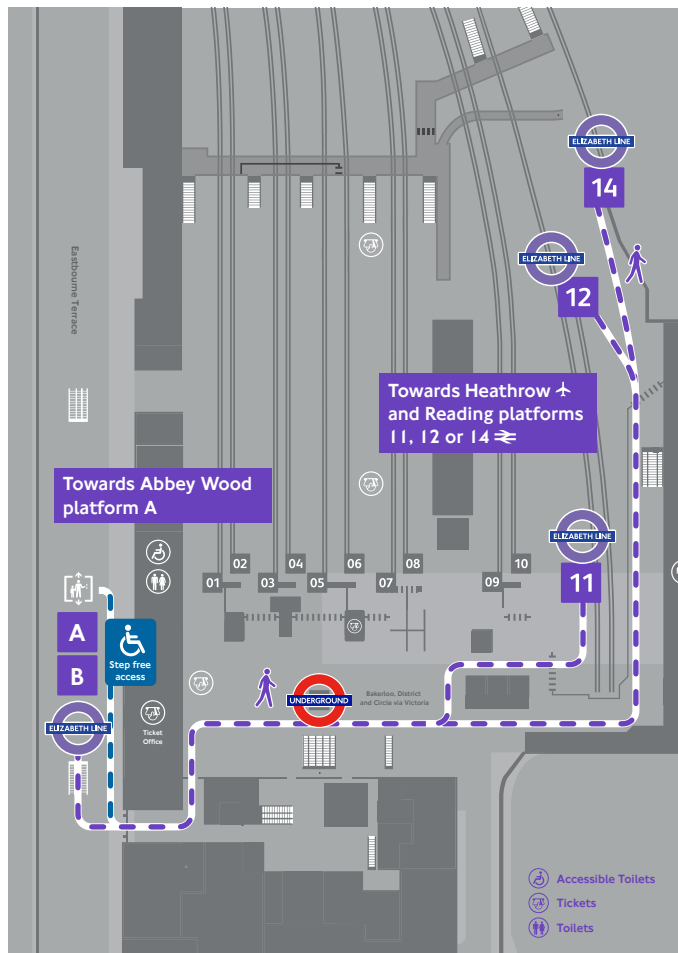 ELIZABETH LINE
14
ELIZABETH LINE
12
Eastbourne Terrace
Towards Heathrow
and Reading platforms
11, 12 or 14
Towards Abbey Wood
platform A
ELIZABETH LINE
11
01
02
03
04
05
06
07
08
09
10
A
B
Step free
access
ELIZABETH LINE
Ticket
Office
UNDERGROUND
Bakerloo, District
and Circle via Victoria
Accessible Toilets
Tickets
Toilets